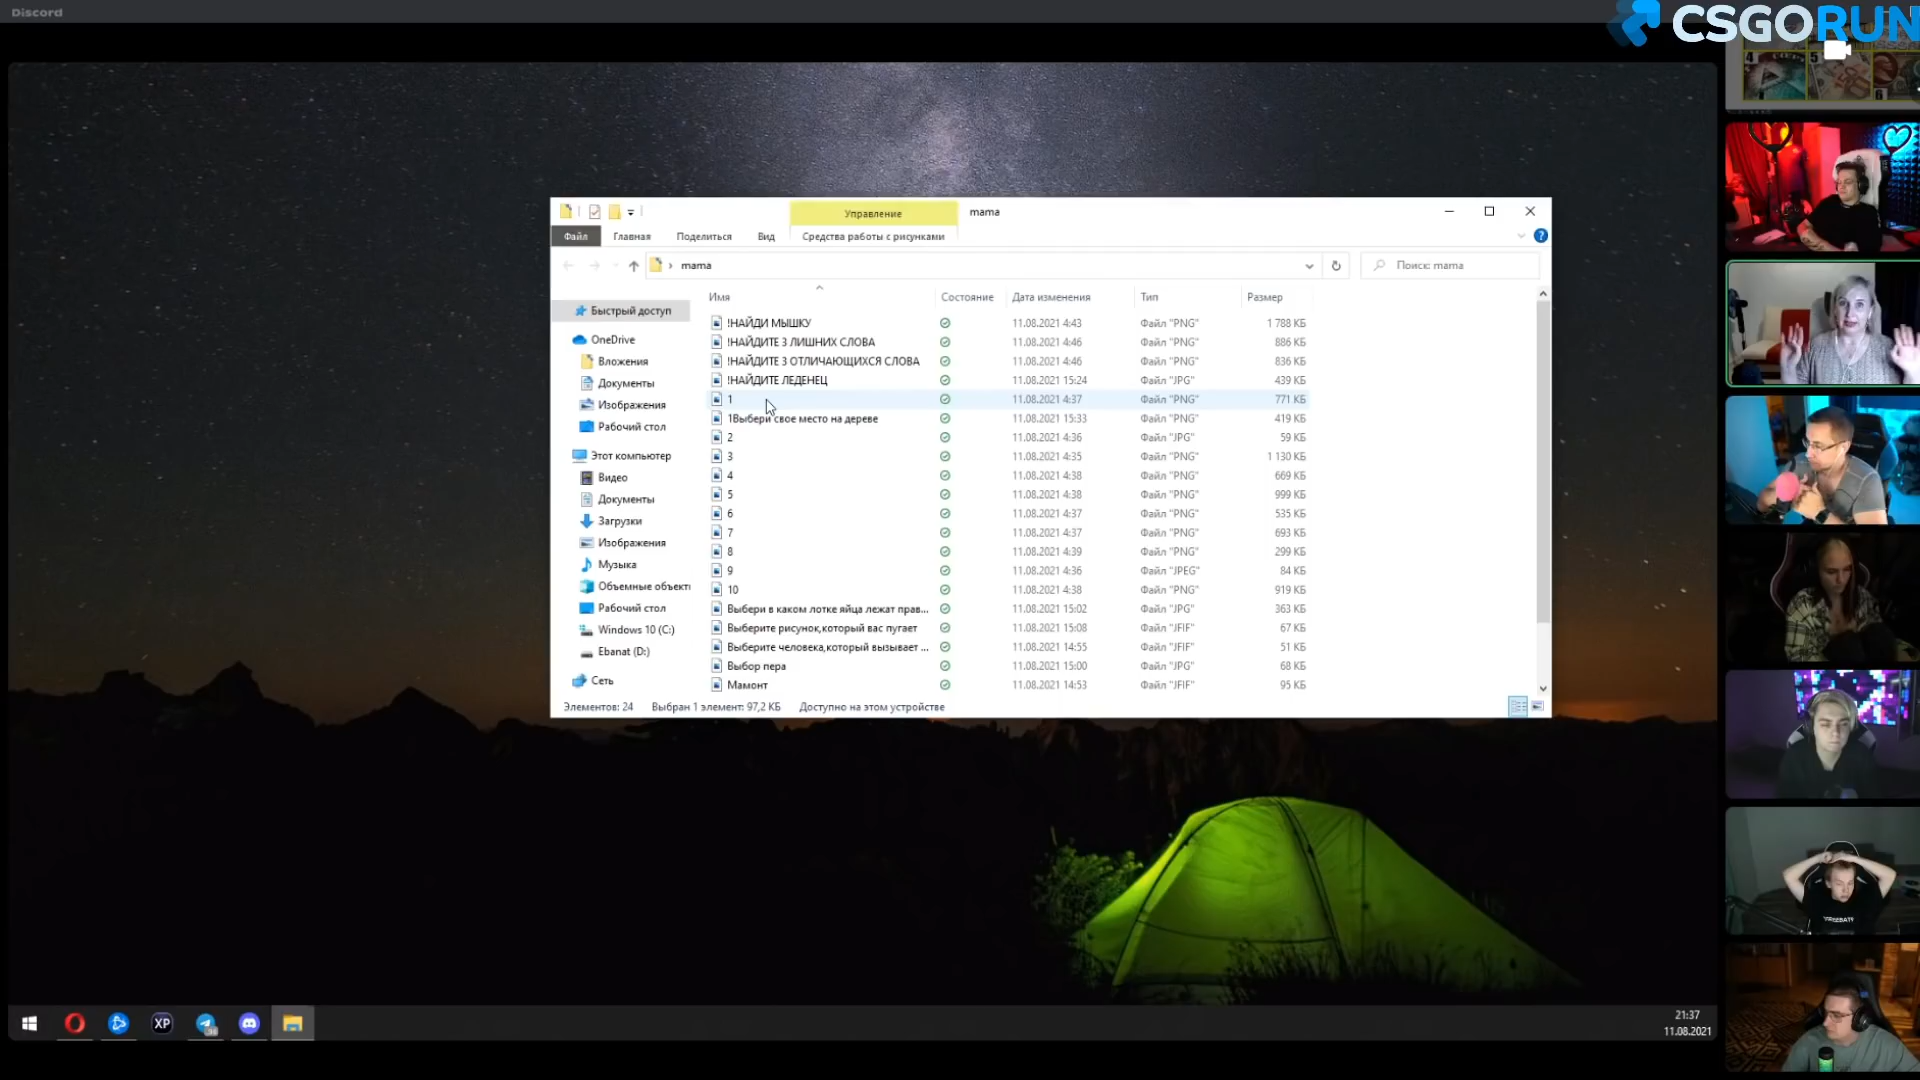 Discord
CSGORUN
Управление
mama
Файл
Главная
Поделиться
Вид
Средства работы с рисунками
mama
Поиск: mama
Имя
Состояние
Дата изменения
Тип
Размер
Быстрый доступ
OneDrive
Вложения
Документы
Изображения
Рабочий стол
Этот компьютер
Видео
Документы
Загрузки
Изображения
Музыка
Объемные объект
Рабочий стол
Windows 10 (C:)
Ebanat (D:)
Сеть
!НАЙДИ МЫШКУ 11.08.2021 4:43 Файл "PNG" 1 788 КБ
!НАЙДИТЕ 3 ЛИШНИХ СЛОВА 11.08.2021 4:46 Файл "PNG" 886 КБ
!НАЙДИТЕ 3 ОТЛИЧАЮЩИХСЯ СЛОВА 11.08.2021 4:46 Файл "PNG" 836 КБ
!НАЙДИТЕ ЛЕДЕНЕЦ 11.08.2021 15:24 Файл "JPG" 439 КБ
1 11.08.2021 4:37 Файл "PNG" 771 КБ
1Выбери свое место на дереве 11.08.2021 15:33 Файл "PNG" 419 КБ
2 11.08.2021 4:36 Файл "JPG" 59 КБ
3 11.08.2021 4:35 Файл "PNG" 1 130 КБ
4 11.08.2021 4:38 Файл "PNG" 669 КБ
5 11.08.2021 4:38 Файл "PNG" 999 КБ
6 11.08.2021 4:37 Файл "PNG" 535 КБ
7 11.08.2021 4:37 Файл "PNG" 693 КБ
8 11.08.2021 4:39 Файл "PNG" 299 КБ
9 11.08.2021 4:36 Файл "JPEG" 84 КБ
10 11.08.2021 4:38 Файл "PNG" 919 КБ
Выбери в каком лотке яйца лежат прав... 11.08.2021 15:02 Файл "JPG" 363 КБ
Выберите рисунок,который вас пугает 11.08.2021 15:08 Файл "JFIF" 67 КБ
Выберите человека,который вызывает ... 11.08.2021 14:55 Файл "JFIF" 51 КБ
Выбор пера 11.08.2021 15:00 Файл "JPG" 68 КБ
Мамонт 11.08.2021 14:53 Файл "JFIF" 95 КБ
Элементов: 24
Выбран 1 элемент: 97,2 КБ
Доступно на этом устройстве
XP
21:37
11.08.2021